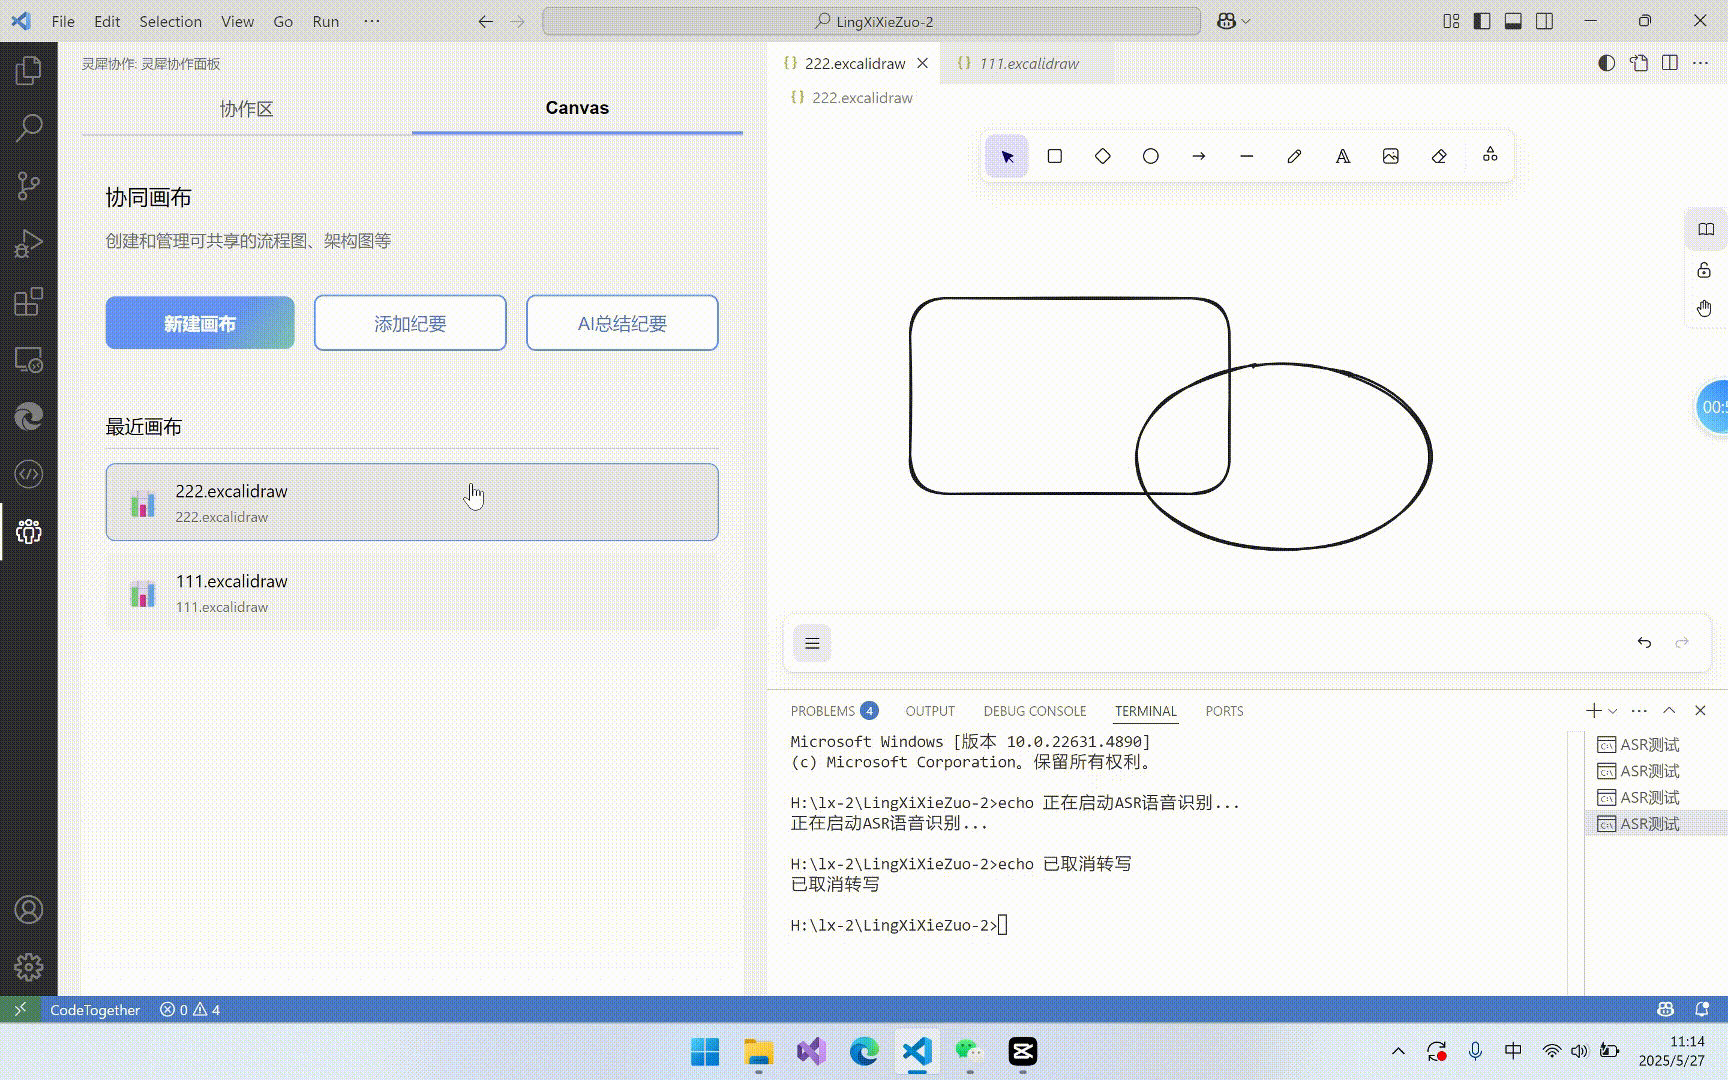 File Edit Selection View Go Run ···
LingXiXieZuo-2
灵犀协作: 灵犀协作面板
协作区
Canvas
协同画布
创建和管理可共享的流程图、架构图等
新建画布
添加纪要
AI总结纪要
最近画布
222.excalidraw
222.excalidraw
111.excalidraw
111.excalidraw
{} 222.excalidraw
{} 111.excalidraw
{} 222.excalidraw
00:5
PROBLEMS 4 OUTPUT DEBUG CONSOLE TERMINAL PORTS
Microsoft Windows [版本 10.0.22631.4890]
(c) Microsoft Corporation。保留所有权利。
H:\lx-2\LingXiXieZuo-2>echo 正在启动ASR语音识别...
正在启动ASR语音识别...
H:\lx-2\LingXiXieZuo-2>echo 已取消转写
已取消转写
H:\lx-2\LingXiXieZuo-2>
ASR测试
ASR测试
ASR测试
ASR测试
CodeTogether 0 4
中
11:14
2025/5/27